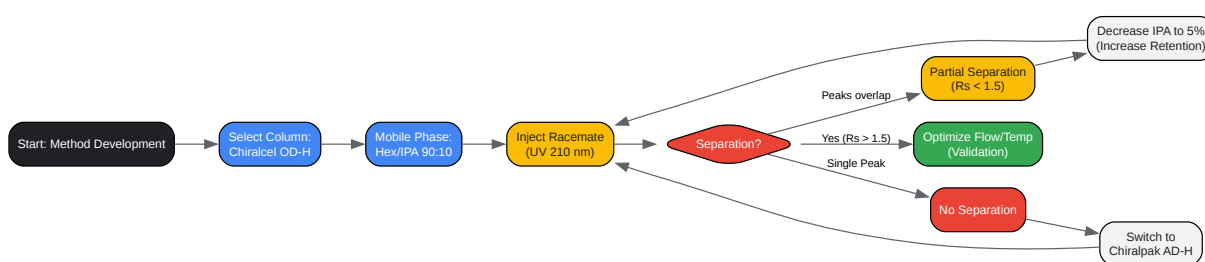 Start: Method Development
Select Column:
Chiralcel OD-H
Mobile Phase:
Hex/IPA 90:10
Inject Racemate
(UV 210 nm)
Separation?
Peaks overlap
Yes (Rs > 1.5)
Single Peak
Partial Separation
(Rs < 1.5)
Optimize Flow/Temp
(Validation)
No Separation
Decrease IPA to 5%
(Increase Retention)
Switch to
Chiralpak AD-H